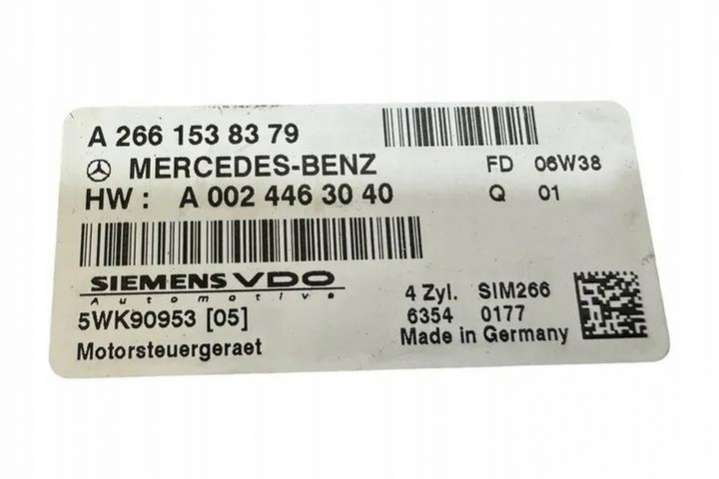 A 266 153 83 79
MERCEDES-BENZ FD 06W38
HW : A 002 446 30 40 Q 01
SIEMENS VDO
Automotive
4 Zyl. SIM266
5WK90953 [05] 6354 0177
Motorsteuergeraet Made in Germany